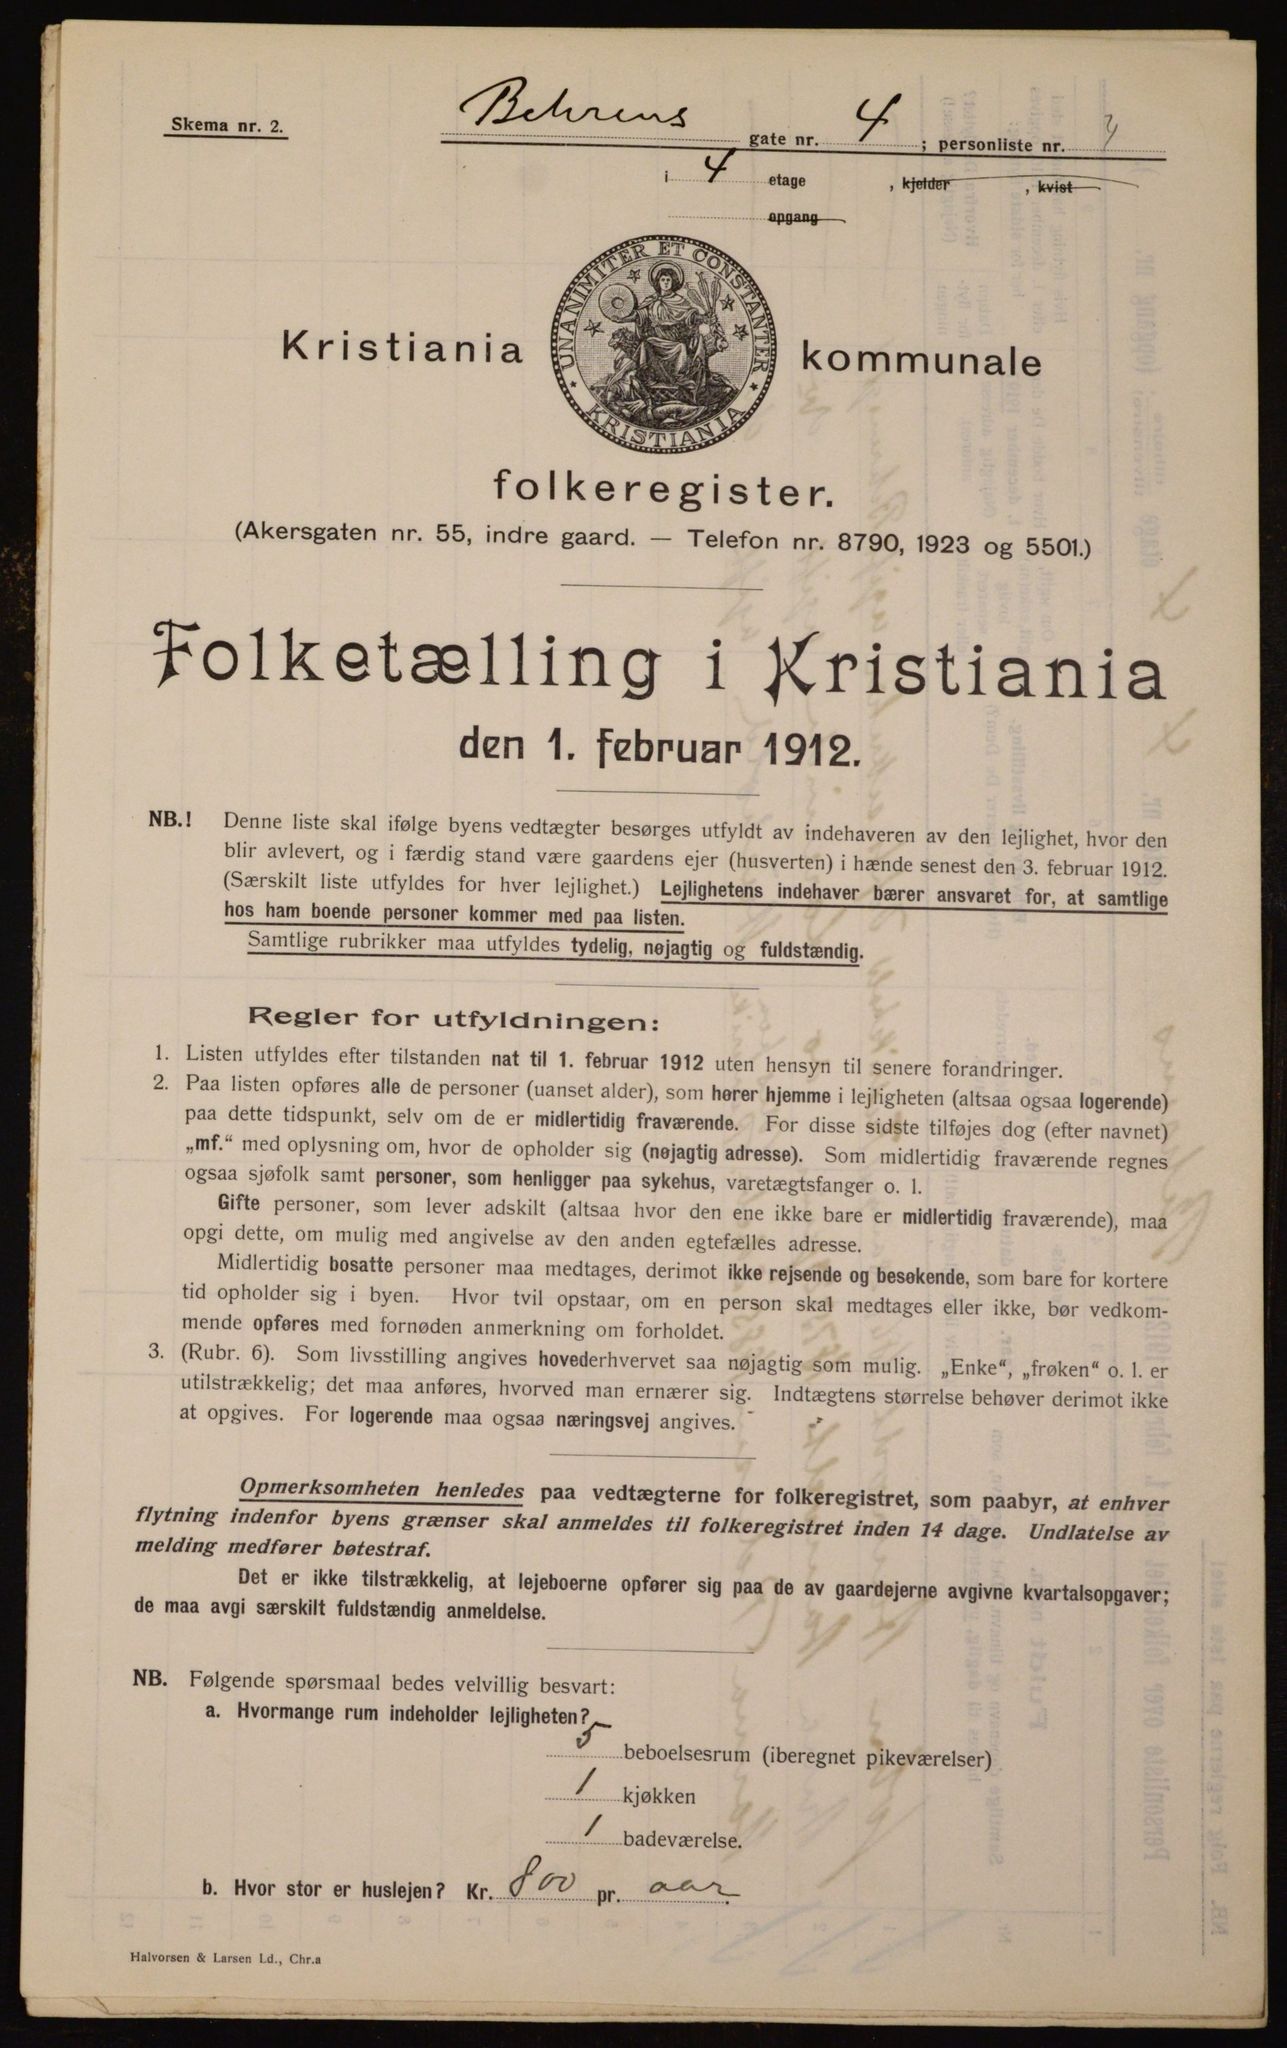 Skema nr. 2.
Behrens gate nr. 4; personliste nr.
i 4 etage , kjelder , kvist
opgang
UNANIMITER ET CONSTANTER
KRISTIANIA
Kristiania kommunale
folkeregister.
(Akersgaten nr. 55, indre gaard. — Telefon nr. 8790, 1923 og 5501.)
Folketælling i Kristiania
den 1. februar 1912.
NB.! Denne liste skal ifølge byens vedtægter besørges utfyldt av indehaveren av den lejlighet, hvor den
blir avlevert, og i færdig stand være gaardens ejer (husverten) i hænde senest den 3. februar 1912.
(Særskilt liste utfyldes for hver lejlighet.) Lejlighetens indehaver bærer ansvaret for, at samtlige
hos ham boende personer kommer med paa listen.
Samtlige rubrikker maa utfyldes tydelig, nøjagtig og fuldstændig.
Regler for utfyldningen:
1. Listen utfyldes efter tilstanden nat til 1. februar 1912 uten hensyn til senere forandringer.
2. Paa listen opføres alle de personer (uanset alder), som hører hjemme i lejligheten (altsaa ogsaa logerende)
paa dette tidspunkt, selv om de er midlertidig fraværende. For disse sidste tilføjes dog (efter navnet)
„mf.“ med oplysning om, hvor de opholder sig (nøjagtig adresse). Som midlertidig fraværende regnes
ogsaa sjøfolk samt personer, som henligger paa sykehus, varetægtsfanger o. l.
Gifte personer, som lever adskilt (altsaa hvor den ene ikke bare er midlertidig fraværende), maa
opgi dette, om mulig med angivelse av den anden egtefælles adresse.
Midlertidig bosatte personer maa medtages, derimot ikke rejsende og besøkende, som bare for kortere
tid opholder sig i byen. Hvor tvil opstaar, om en person skal medtages eller ikke, bør vedkom-
mende opføres med fornøden anmerkning om forholdet.
3. (Rubr. 6). Som livsstilling angives hovederhvervet saa nøjagtig som mulig. „Enke“, „frøken“ o. l. er
utilstrækkelig; det maa anføres, hvorved man ernærer sig. Indtægtens størrelse behøver derimot ikke
at opgives. For logerende maa ogsaa næringsvej angives.
Opmerksomheten henledes paa vedtægterne for folkeregistret, som paabyr, at enhver
flytning indenfor byens grænser skal anmeldes til folkeregistret inden 14 dage. Undlatelse av
melding medfører bøtestraf.
Det er ikke tilstrækkelig, at lejeboerne opfører sig paa de av gaardejerne avgivne kvartalsopgaver;
de maa avgi særskilt fuldstændig anmeldelse.
NB. Følgende spørsmaal bedes velvillig besvart:
a. Hvormange rum indeholder lejligheten?
5 beboelsesrum (iberegnet pikeværelser)
1 kjøkken
1 badeværelse.
b. Hvor stor er huslejen? Kr. 800 pr. aar.
Halvorsen & Larsen Ld., Chr.a